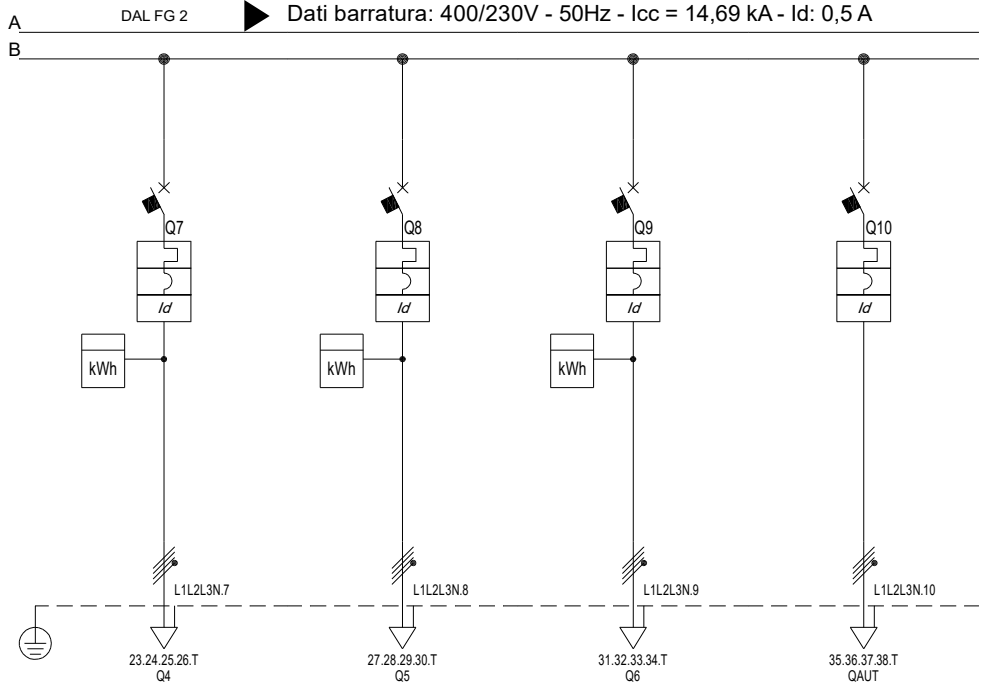 A
DAL FG 2
Dati barratura: 400/230V - 50Hz - Icc = 14,69 kA - Id: 0,5 A
B
Q7
Q8
Q9
Q10
Id
Id
Id
Id
kWh
kWh
kWh
L1L2L3N.7
L1L2L3N.8
L1L2L3N.9
L1L2L3N.10
23.24.25.26.T
Q4
27.28.29.30.T
Q5
31.32.33.34.T
Q6
35.36.37.38.T
QAUT